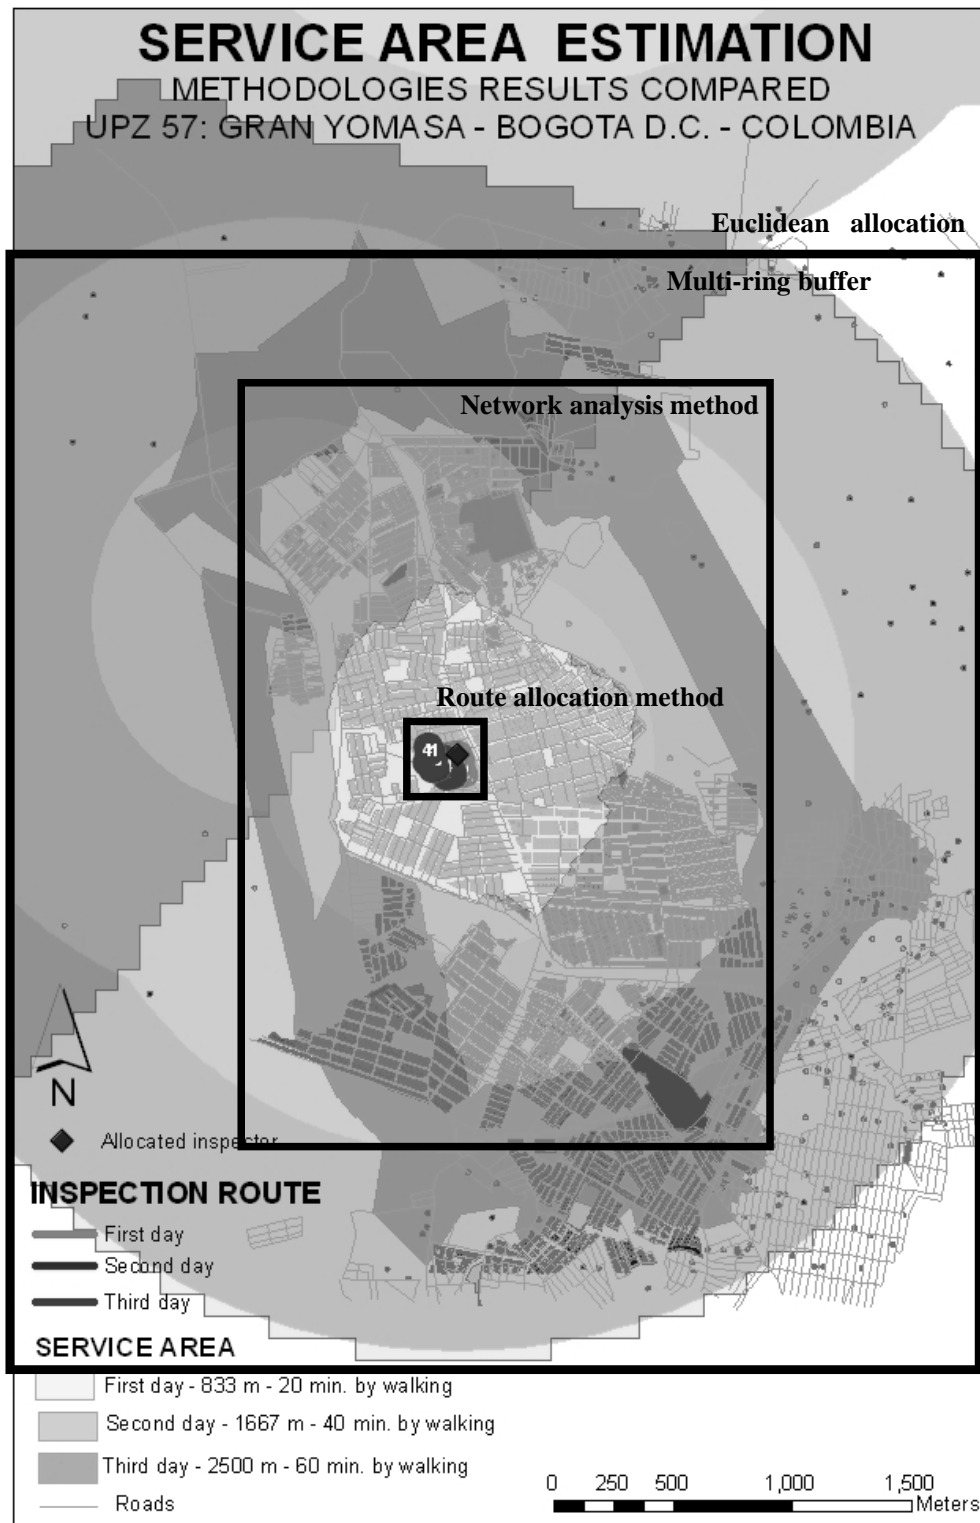 SERVICE AREA ESTIMATION
METHODOLOGIES RESULTS COMPARED
UPZ 57: GRAN YOMASA - BOGOTA D.C. - COLOMBIA
Euclidean allocation
Multi-ring buffer
Network analysis method
Route allocation method
41
N
Allocated inspector
INSPECTION ROUTE
First day
Second day
Third day
SERVICE AREA
First day - 833 m - 20 min. by walking
Second day - 1667 m - 40 min. by walking
Third day - 2500 m - 60 min. by walking
Roads
0 250 500 1,000 1,500
Meters